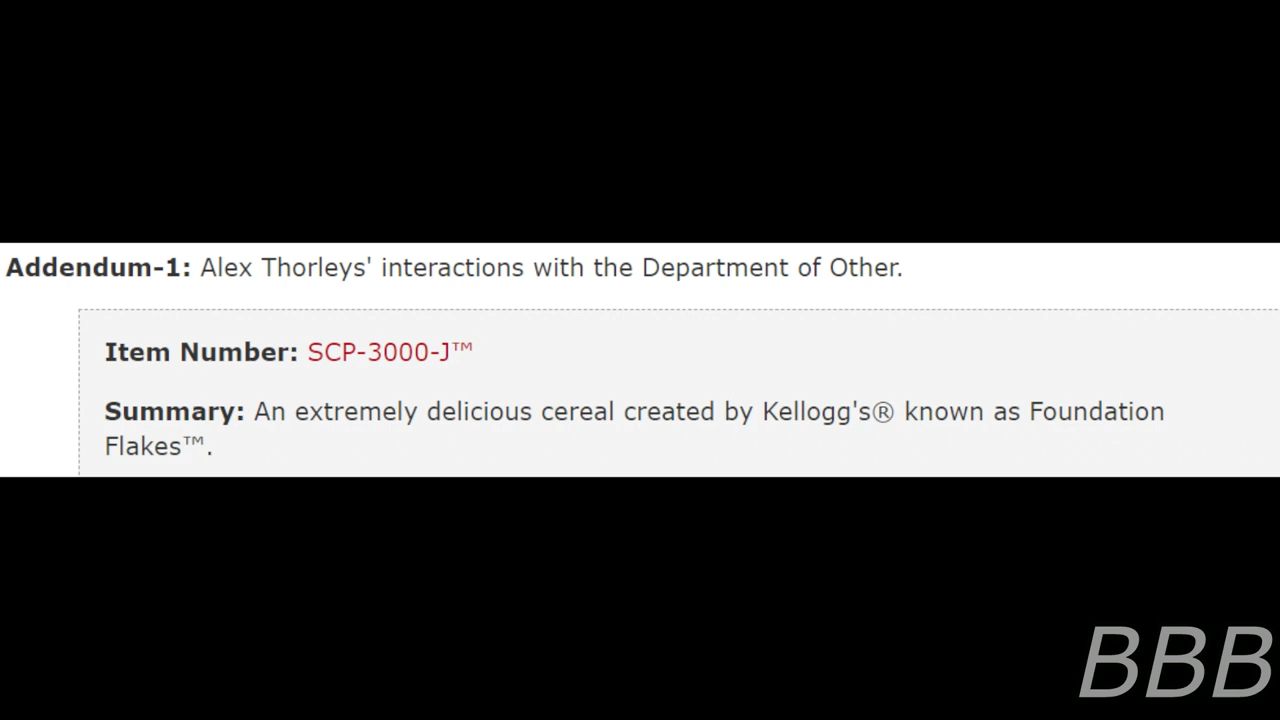 Addendum-1: Alex Thorleys' interactions with the Department of Other.
Item Number: SCP-3000-J™
Summary: An extremely delicious cereal created by Kellogg's® known as Foundation
Flakes™.
BBB